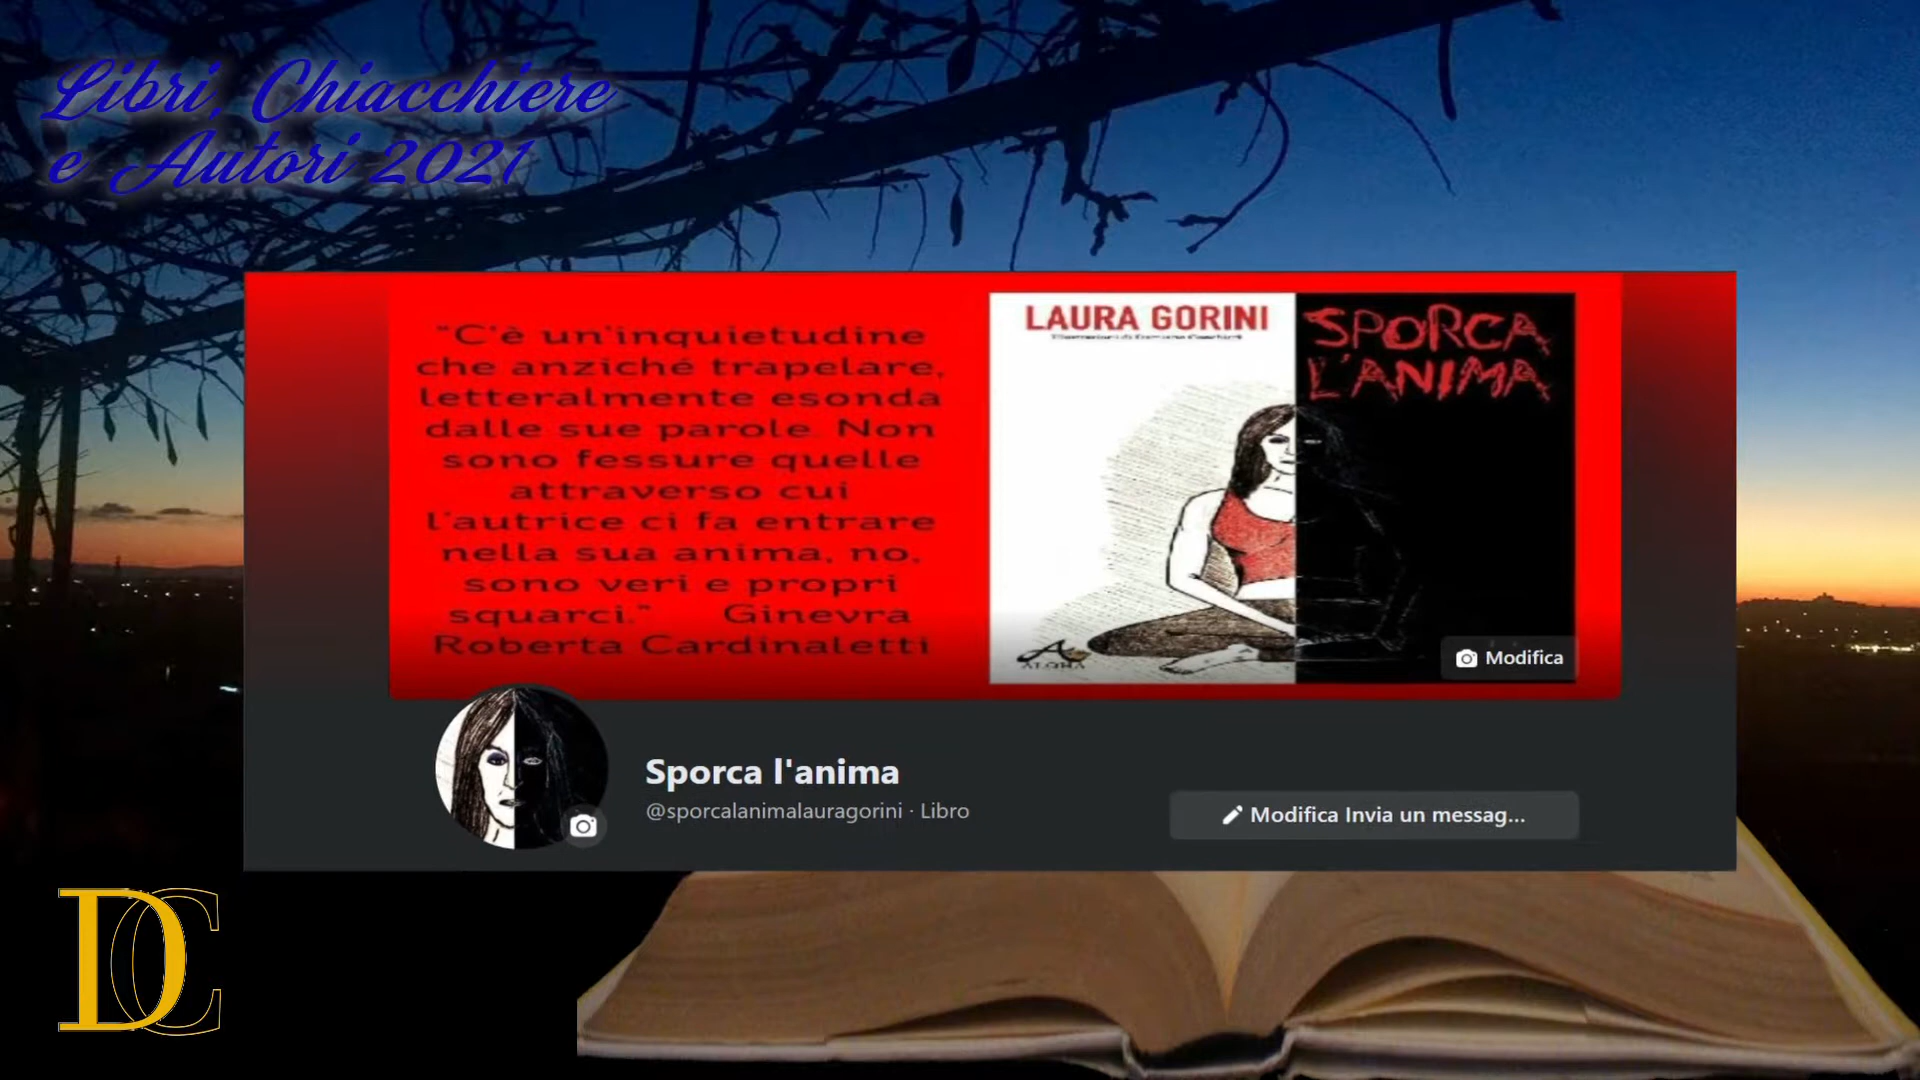 Libri, Chiacchiere
e Autori 2021
"C'è un'inquietudine
che anziché trapelare,
letteralmente esonda
dalle sue parole. Non
sono fessure quelle
attraverso cui
l'autrice ci fa entrare
nella sua anima, no,
sono veri e propri
squarci." Ginevra
Roberta Cardinaletti
LAURA GORINI
SPORCA
L'ANIMA
Modifica
Sporca l'anima
@sporcalanimalauragorini · Libro
Modifica Invia un messag...
DC